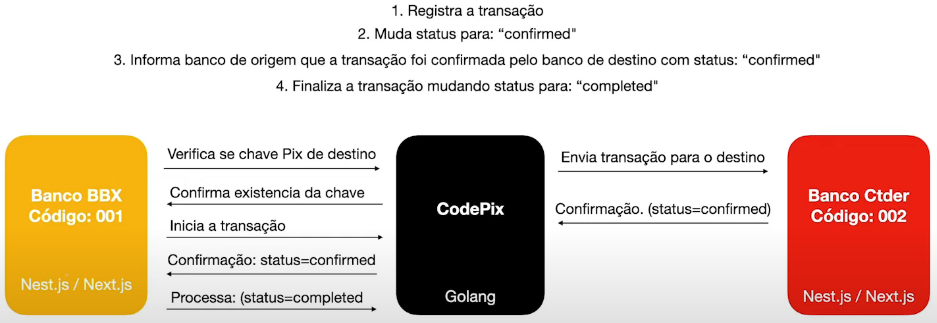 1. Registra a transação
2. Muda status para: “confirmed"
3. Informa banco de origem que a transação foi confirmada pelo banco de destino com status: “confirmed"
4. Finaliza a transação mudando status para: “completed"
Banco BBX
Código: 001
Nest.js / Next.js
Verifica se chave Pix de destino
Confirma existencia da chave
Inicia a transação
Confirmação: status=confirmed
Processa: (status=completed
CodePix
Golang
Envia transação para o destino
Confirmação. (status=confirmed)
Banco Ctder
Código: 002
Nest.js / Next.js